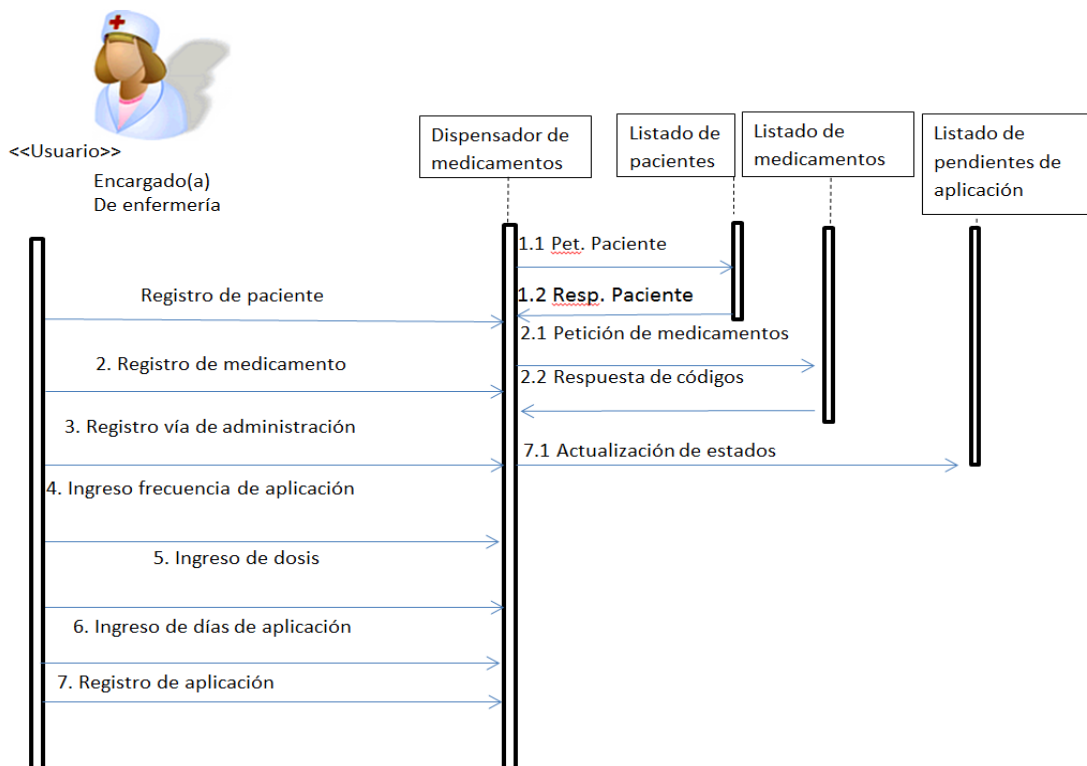 <<Usuario>>
Encargado(a)
De enfermería
Dispensador de
medicamentos
Listado de
pacientes
Listado de
medicamentos
Listado de
pendientes de
aplicación
1.1 Pet. Paciente
Registro de paciente
1.2 Resp. Paciente
2.1 Petición de medicamentos
2. Registro de medicamento
2.2 Respuesta de códigos
3. Registro vía de administración
7.1 Actualización de estados
4. Ingreso frecuencia de aplicación
5. Ingreso de dosis
6. Ingreso de días de aplicación
7. Registro de aplicación